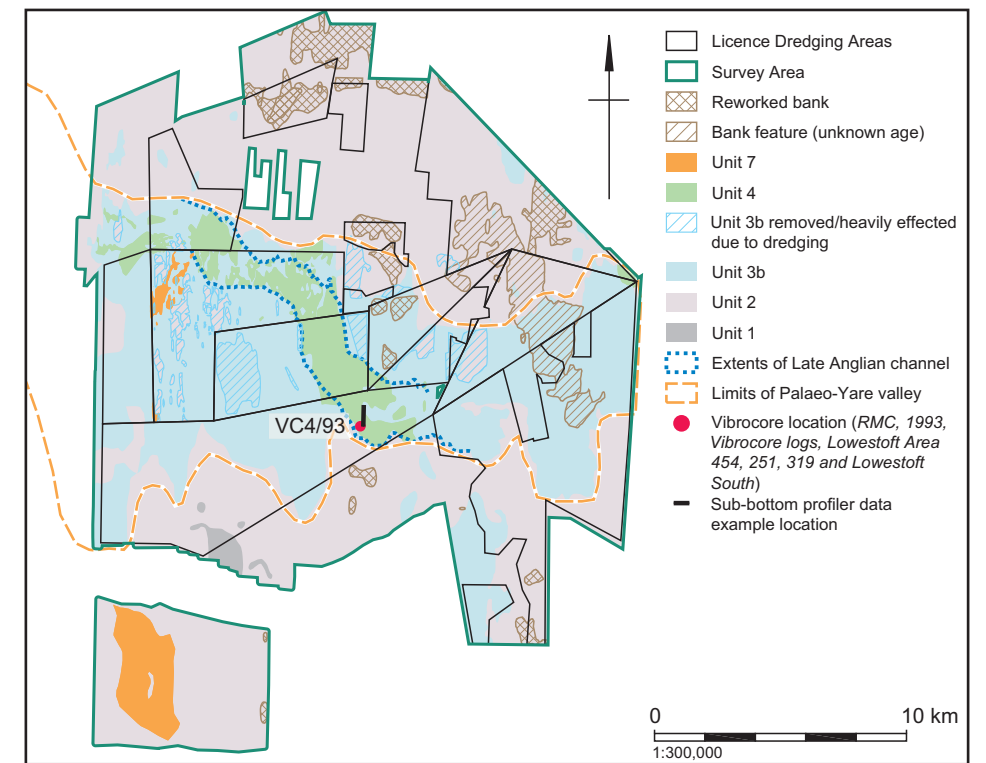 Licence Dredging Areas
Survey Area
Reworked bank
Bank feature (unknown age)
Unit 7
Unit 4
Unit 3b removed/heavily effected
due to dredging
Unit 3b
Unit 2
Unit 1
Extents of Late Anglian channel
Limits of Palaeo-Yare valley
Vibrocore location (RMC, 1993,
Vibrocore logs, Lowestoft Area
454, 251, 319 and Lowestoft
South)
Sub-bottom profiler data
example location
VC4/93
0 10 km
1:300,000